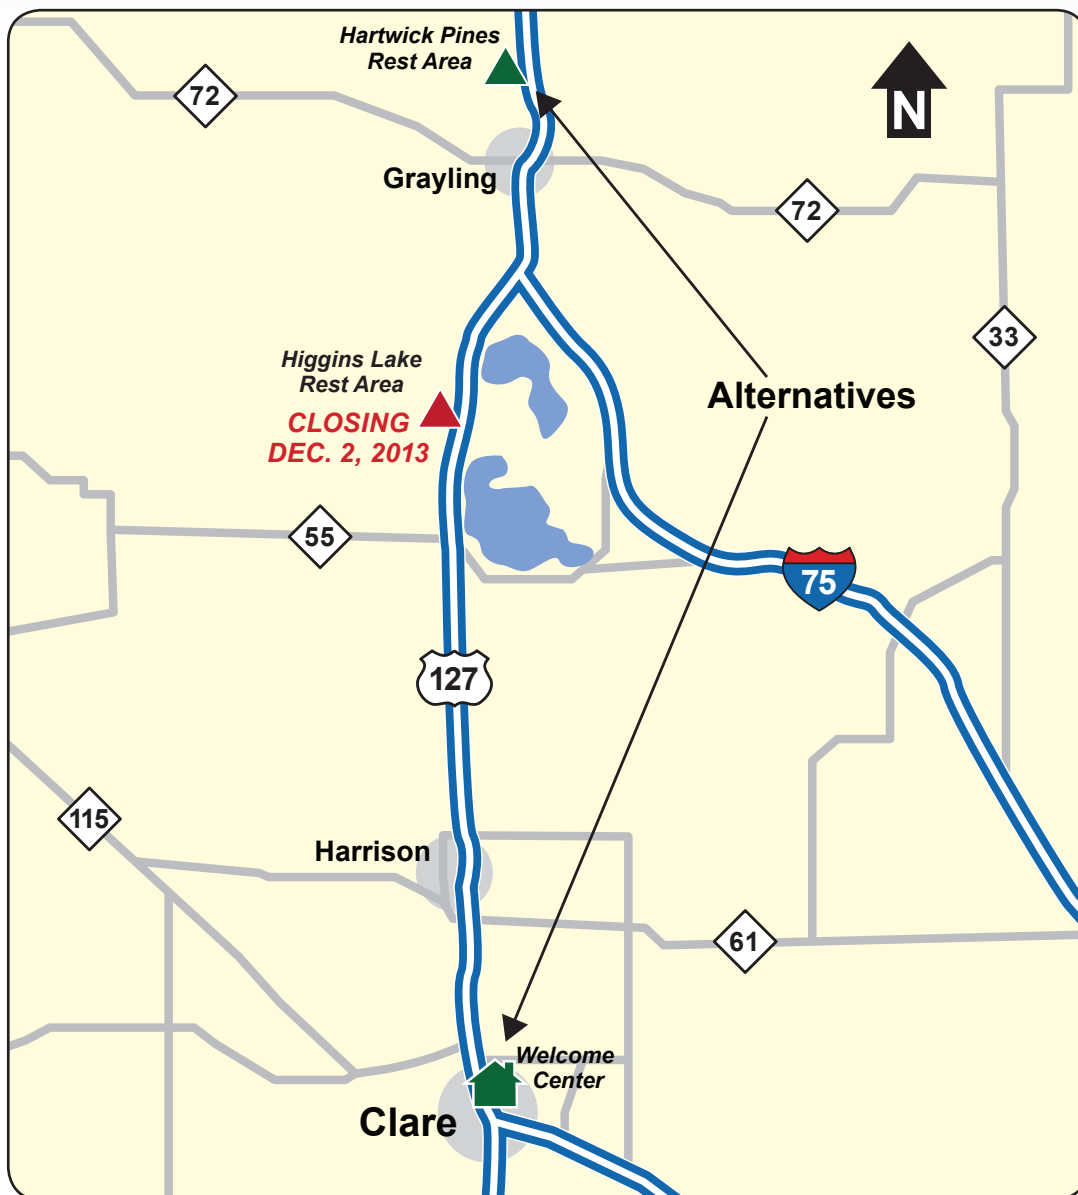 Hartwick Pines
Rest Area
72
N
Grayling
72
33
Higgins Lake
Rest Area
CLOSING
DEC. 2, 2013
Alternatives
55
75
127
115
Harrison
61
Welcome
Center
Clare